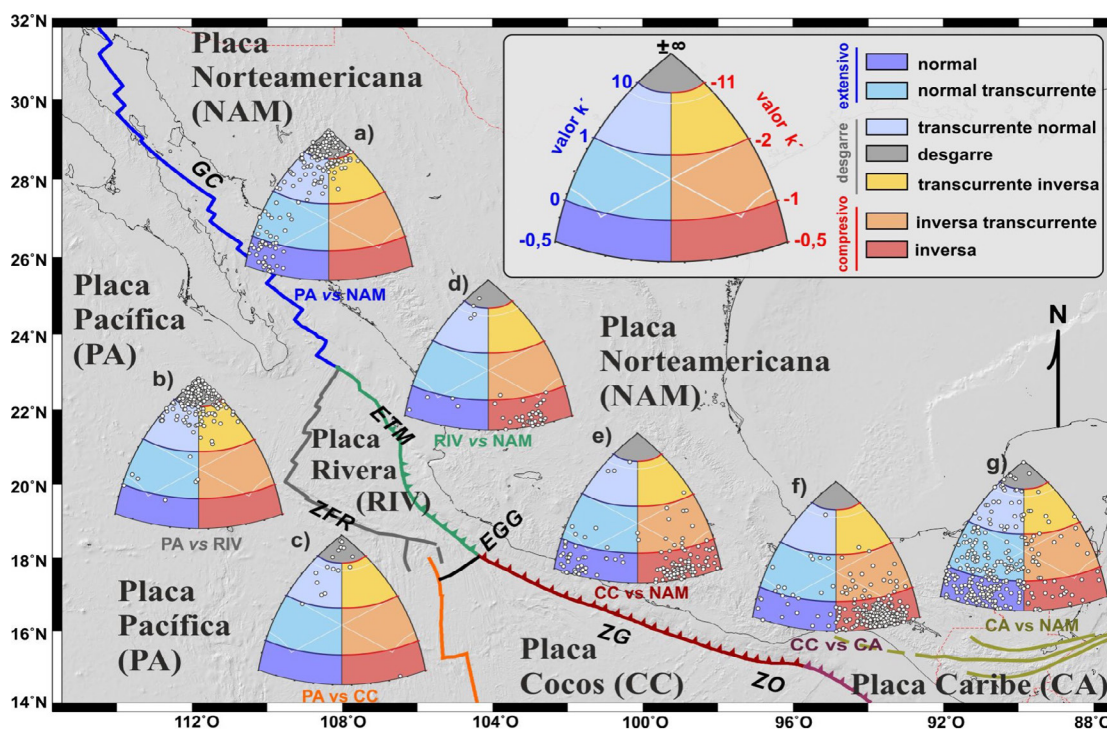 32°N
30°N
28°N
26°N
24°N
22°N
20°N
18°N
16°N
14°N
112°O
108°O
104°O
100°O
96°O
92°O
88°O
Placa
Norteamericana
(NAM)
GC
a)
PA vs NAM
Placa
Pacífica
(PA)
b)
PA vs RIV
Placa
Rivera
(RIV)
ETM
ZFR
EGG
c)
PA vs CC
Placa
Pacífica
(PA)
d)
RIV vs NAM
Placa
Norteamericana
(NAM)
e)
CC vs NAM
f)
CC vs CA
g)
CA vs NAM
ZG
ZO
Placa
Cocos (CC)
Placa Caribe (CA)
N
±∞
10
1
0
-0,5
valor k´
-11
-2
-1
-0,5
valor k´
extensivo
normal
normal transcurrente
desgarre
transcurrente normal
desgarre
transcurrente inversa
compresivo
inversa transcurrente
inversa